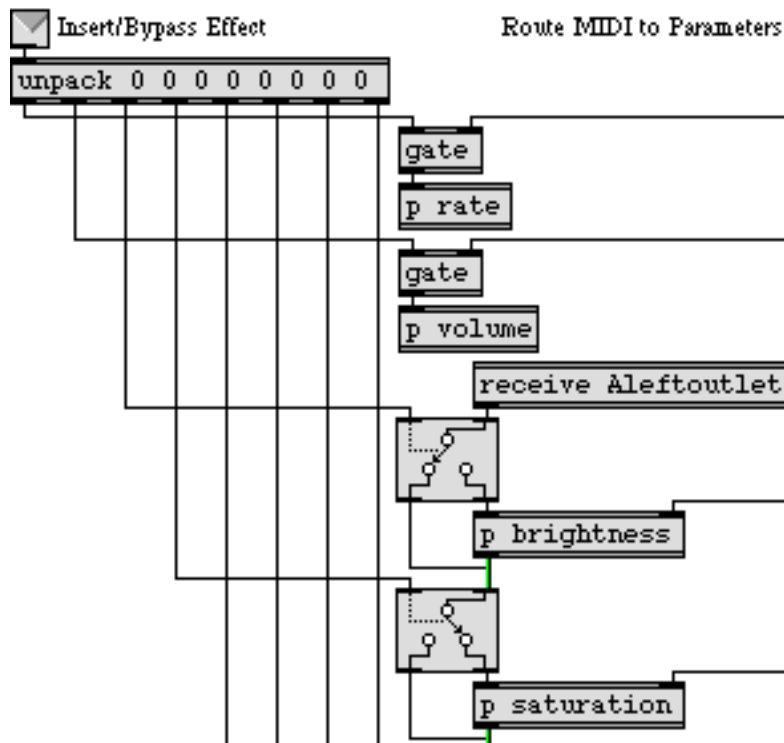 Insert/Bypass Effect
Route MIDI to Parameters
unpack 0 0 0 0 0 0 0 0
gate
p rate
gate
p volume
receive Aleftoutlet
p brightness
p saturation